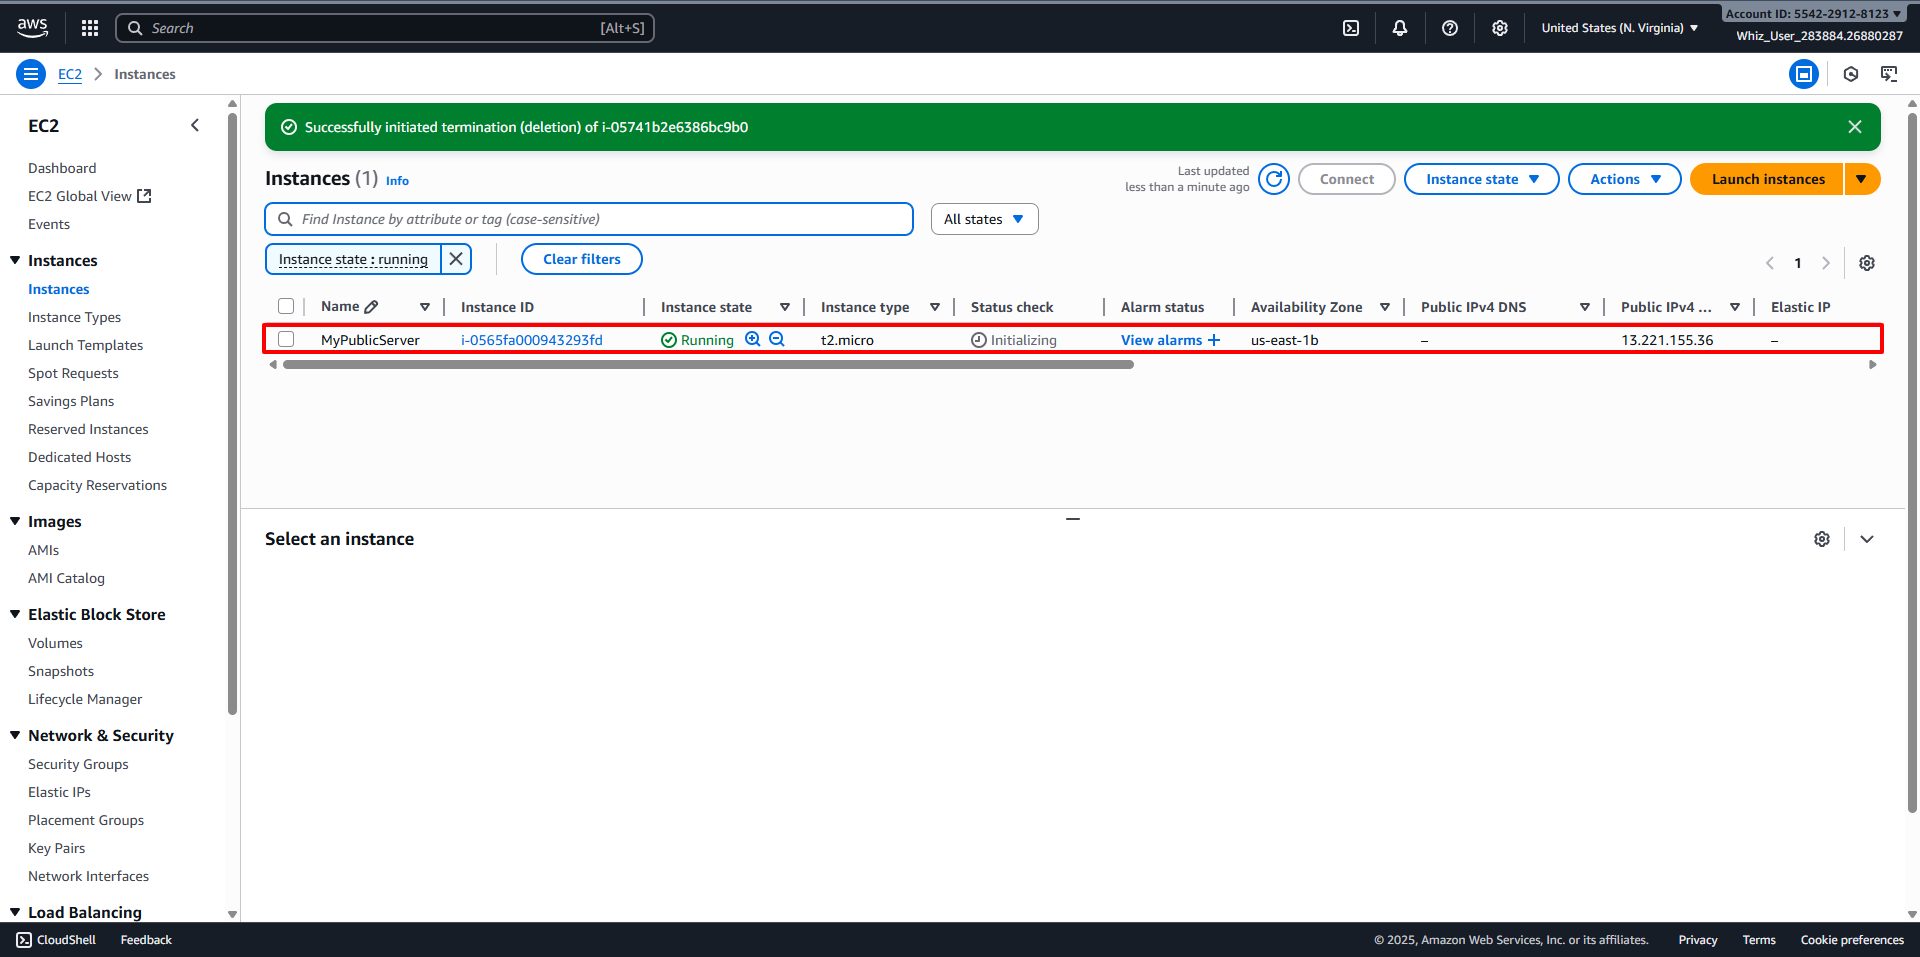 aws
Search [Alt+S]
United States (N. Virginia)
Account ID: 5542-2912-8123
Whiz_User_283884.26880287
EC2 Instances
EC2
Dashboard
EC2 Global View
Events
Instances
Instances
Instance Types
Launch Templates
Spot Requests
Savings Plans
Reserved Instances
Dedicated Hosts
Capacity Reservations
Images
AMIs
AMI Catalog
Elastic Block Store
Volumes
Snapshots
Lifecycle Manager
Network & Security
Security Groups
Elastic IPs
Placement Groups
Key Pairs
Network Interfaces
Load Balancing
Successfully initiated termination (deletion) of i-05741b2e6386bc9b0
Instances (1) Info
Last updated
less than a minute ago
Connect
Instance state
Actions
Launch instances
Find Instance by attribute or tag (case-sensitive)
All states
Instance state : running
Clear filters
1
Name Instance ID Instance state Instance type Status check Alarm status Availability Zone Public IPv4 DNS Public IPv4 ... Elastic IP
MyPublicServer i-0565fa000943293fd Running t2.micro Initializing View alarms + us-east-1b – 13.221.155.36 –
Select an instance
CloudShell Feedback
© 2025, Amazon Web Services, Inc. or its affiliates. Privacy Terms Cookie preferences